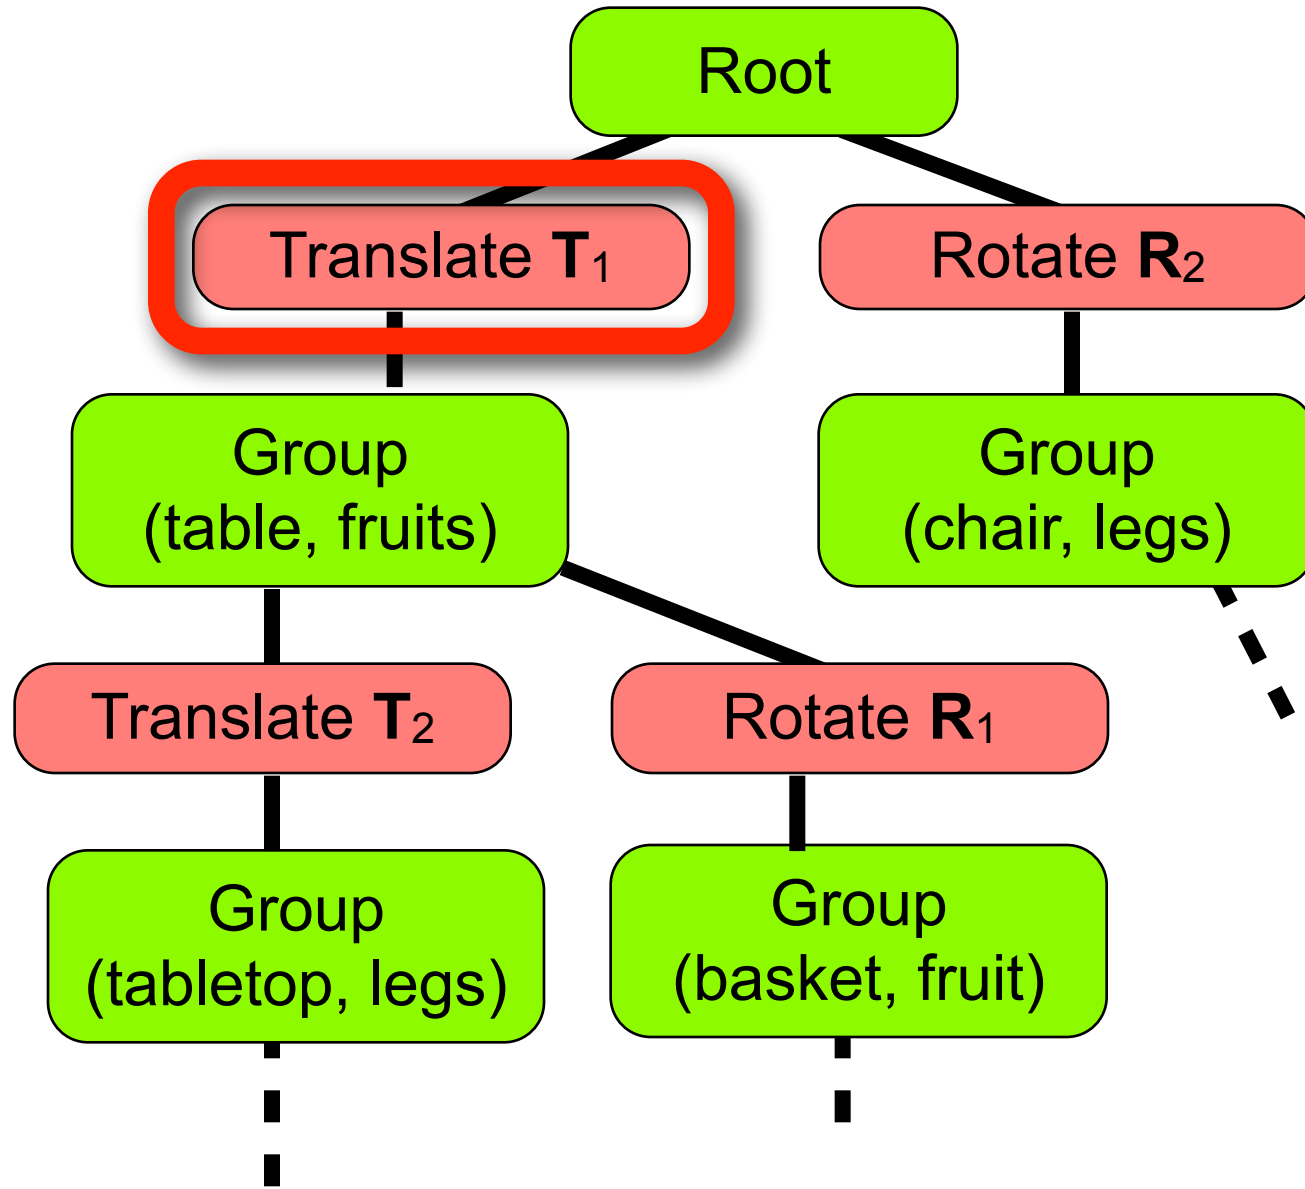 Root
Translate T1
Rotate R2
Group
(table, fruits)
Group
(chair, legs)
Translate T2
Rotate R1
Group
(tabletop, legs)
Group
(basket, fruit)